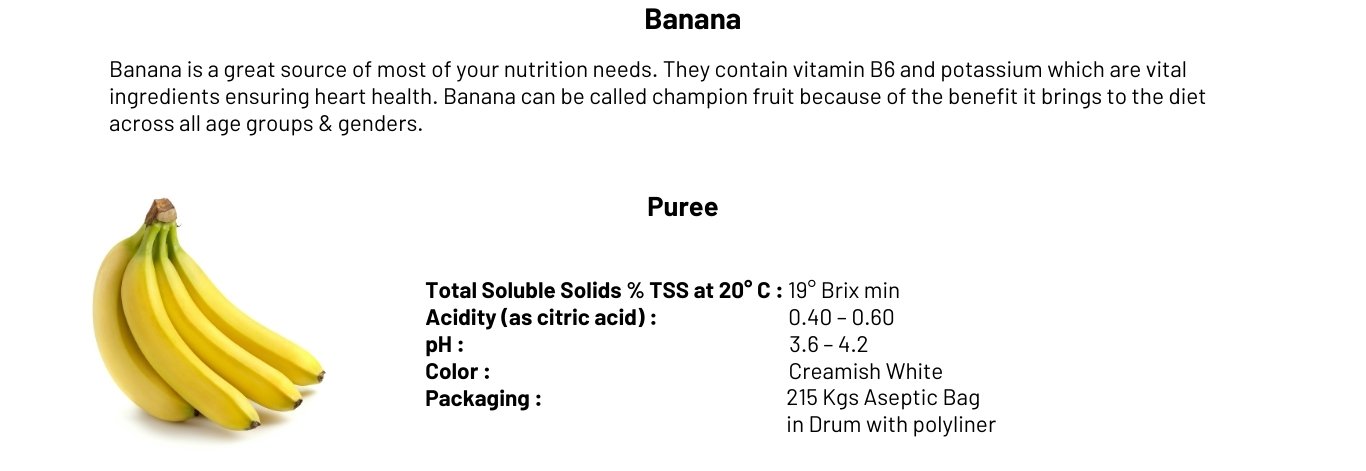 Banana
Banana is a great source of most of your nutrition needs. They contain vitamin B6 and potassium which are vital
ingredients ensuring heart health. Banana can be called champion fruit because of the benefit it brings to the diet
across all age groups & genders.
Puree
Total Soluble Solids % TSS at 20° C : 19° Brix min
Acidity (as citric acid) : 0.40 – 0.60
pH : 3.6 – 4.2
Color : Creamish White
Packaging : 215 Kgs Aseptic Bag
in Drum with polyliner